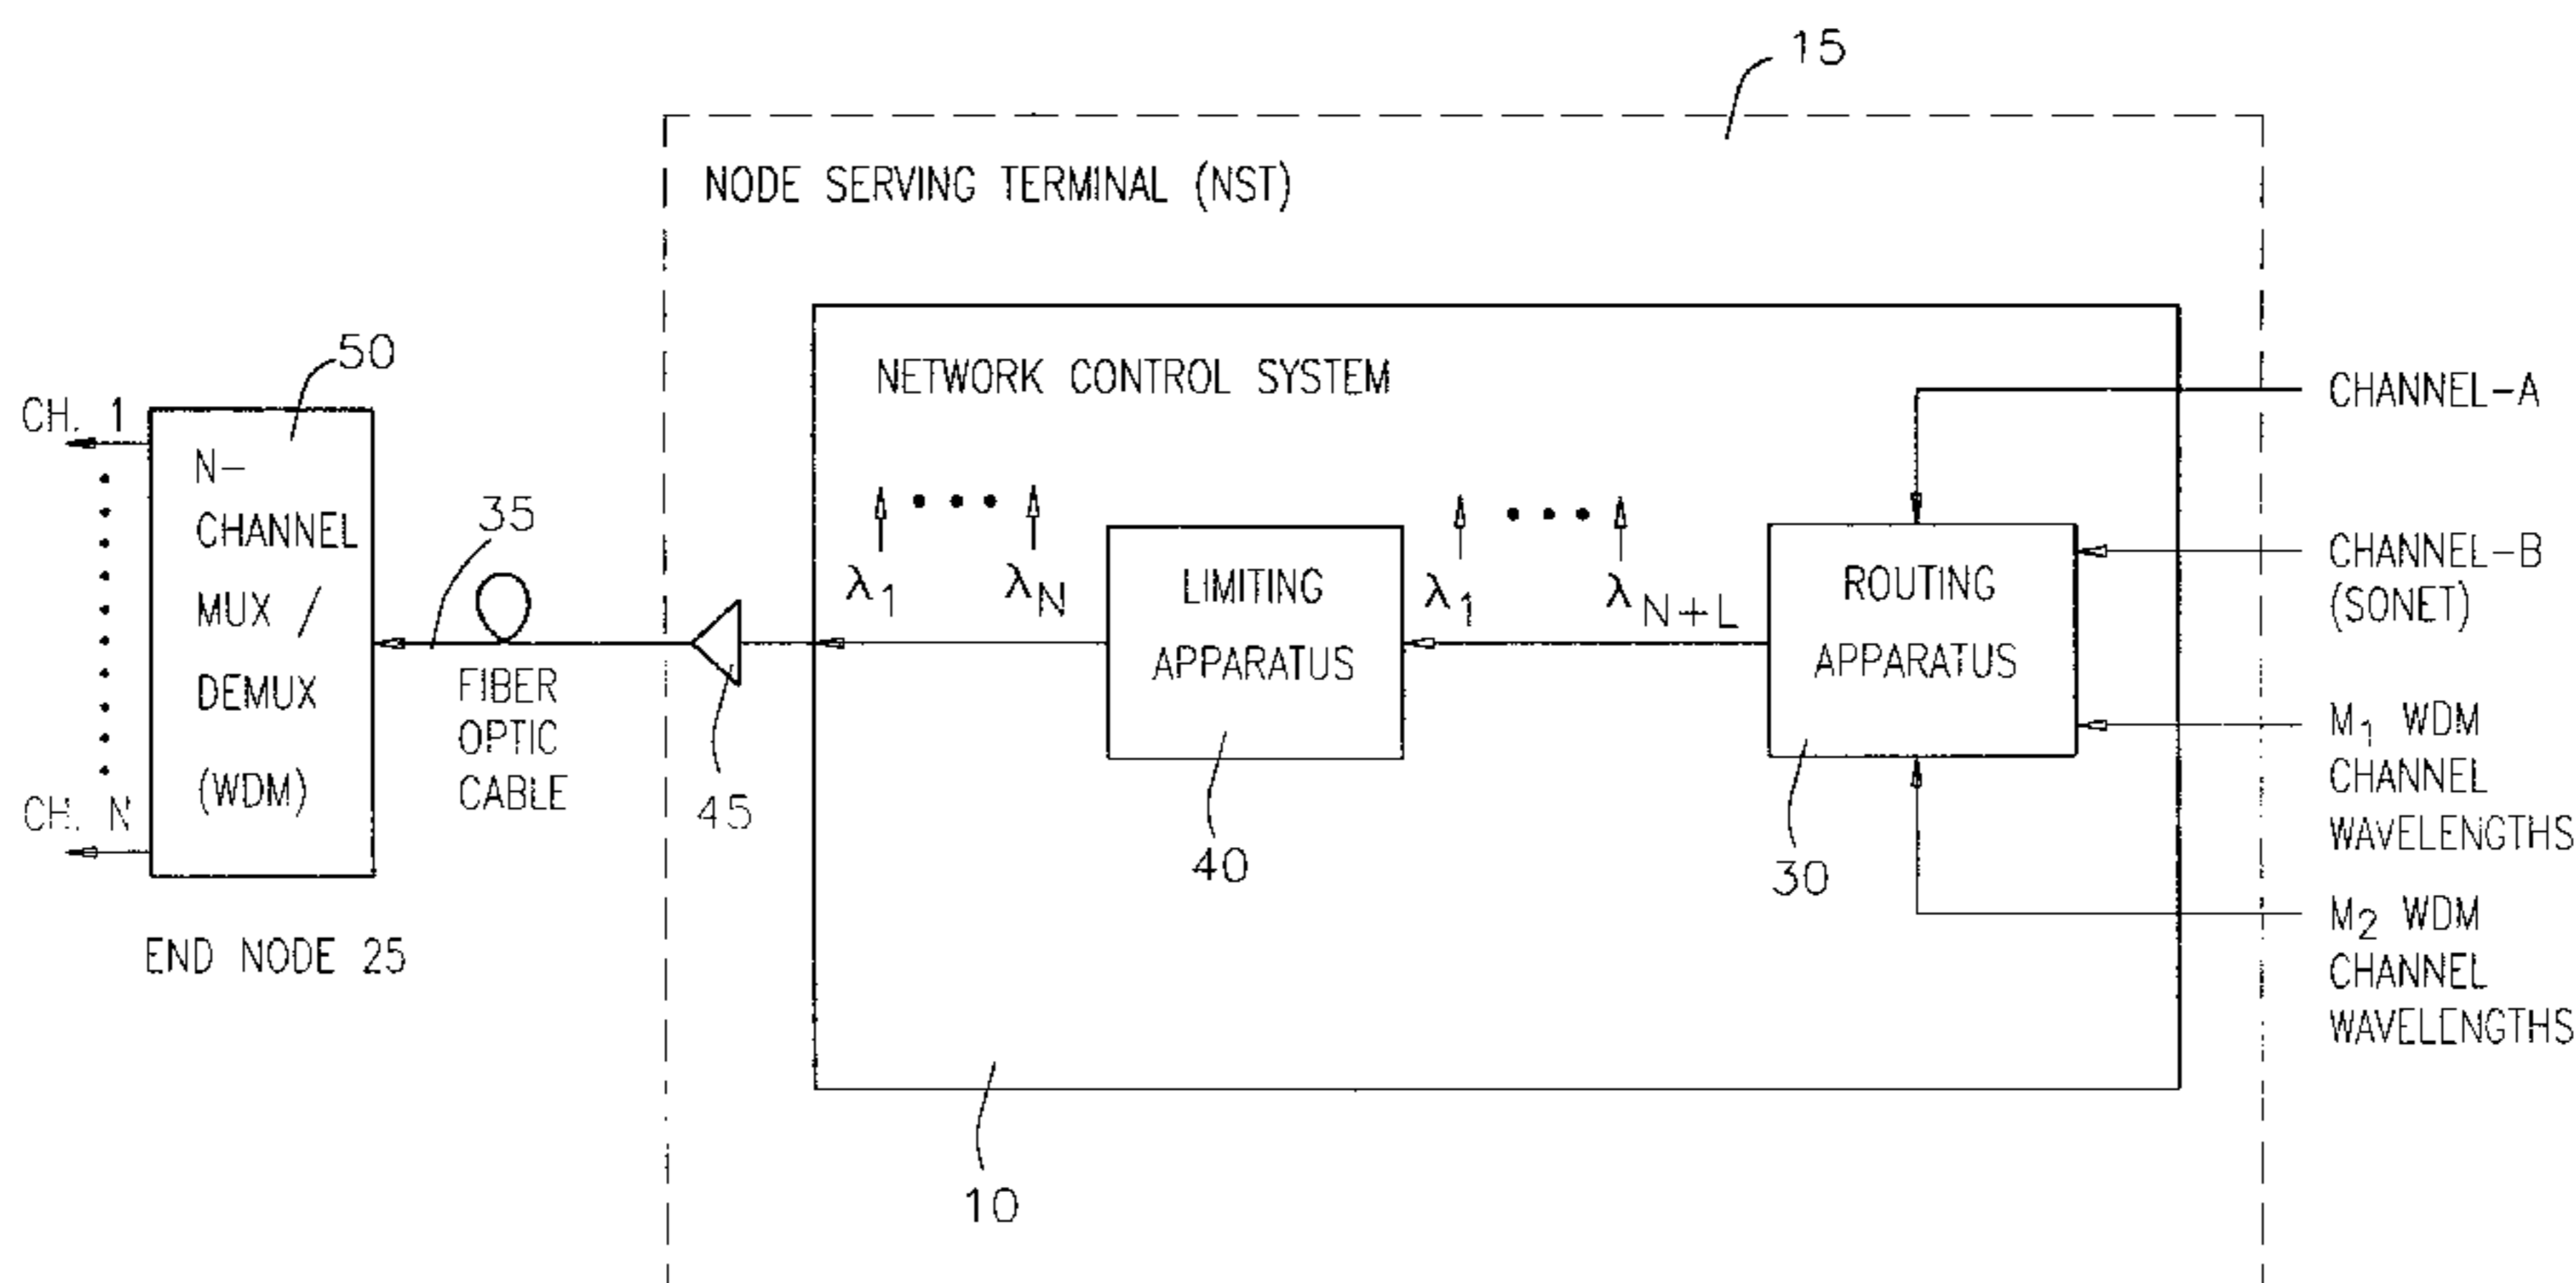 15
NODE SERVING TERMINAL (NST)
50
NETWORK CONTROL SYSTEM
CHANNEL-A
CH. 1
N-
CHANNEL
MUX /
DEMUX
(WDM)
CH. N
35
FIBER
OPTIC
CABLE
45
λ1
λN
LIMITING
APPARATUS
40
λ1
λN+L
ROUTING
APPARATUS
30
CHANNEL-B
(SONET)
M1 WDM
CHANNEL
WAVELENGTHS
M2 WDM
CHANNEL
WAVELENGTHS
END NODE 25
10